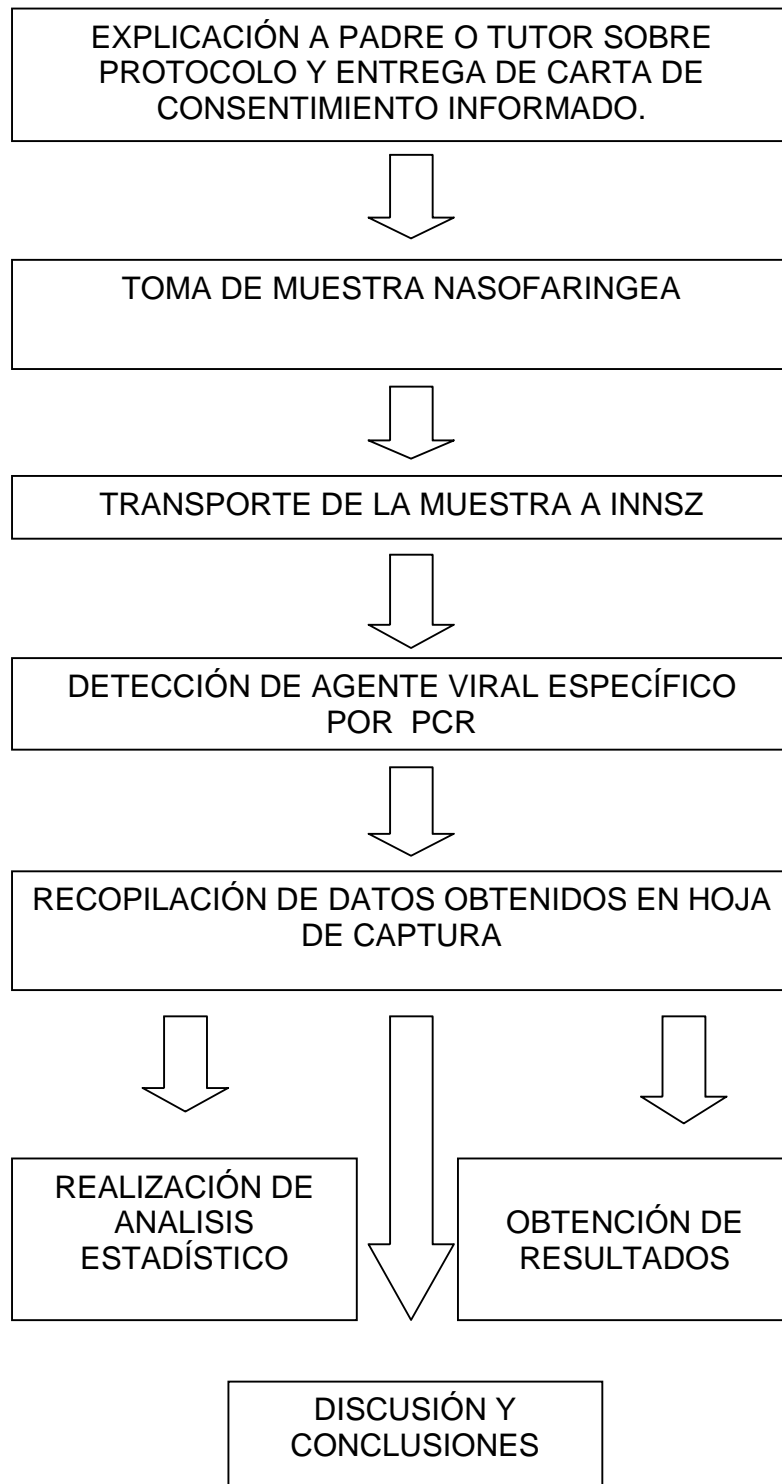 EXPLICACIÓN A PADRE O TUTOR SOBRE
PROTOCOLO Y ENTREGA DE CARTA DE
CONSENTIMIENTO INFORMADO.
TOMA DE MUESTRA NASOFARINGEA
TRANSPORTE DE LA MUESTRA A INNSZ
DETECCIÓN DE AGENTE VIRAL ESPECÍFICO
POR PCR
RECOPILACIÓN DE DATOS OBTENIDOS EN HOJA
DE CAPTURA
REALIZACIÓN DE
ANALISIS
ESTADÍSTICO
OBTENCIÓN DE
RESULTADOS
DISCUSIÓN Y
CONCLUSIONES